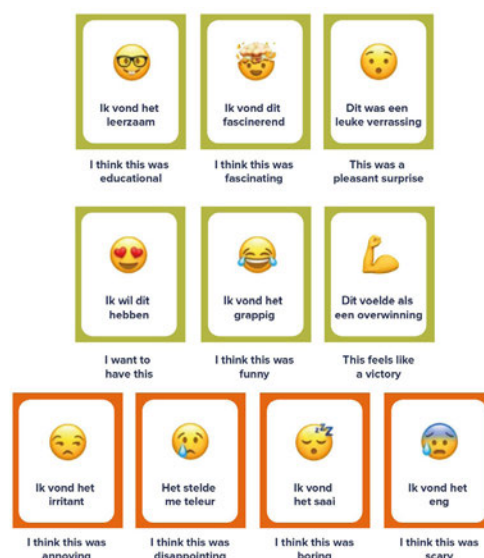 Ik vond het
leerzaam
Ik vond dit
fascinerend
Dit was een
leuke verrassing
I think this was
educational
I think this was
fascinating
This was a
pleasant surprise
Ik wil dit
hebben
Ik vond het
grappig
Dit voelde als
een overwinning
I want to
have this
I think this was
funny
This feels like
a victory
Ik vond het
irritant
Het stelde
me teleur
Ik vond
het saai
Ik vond het
eng
I think this was
annoying
I think this was
disappointing
I think this was
boring
I think this was
scary